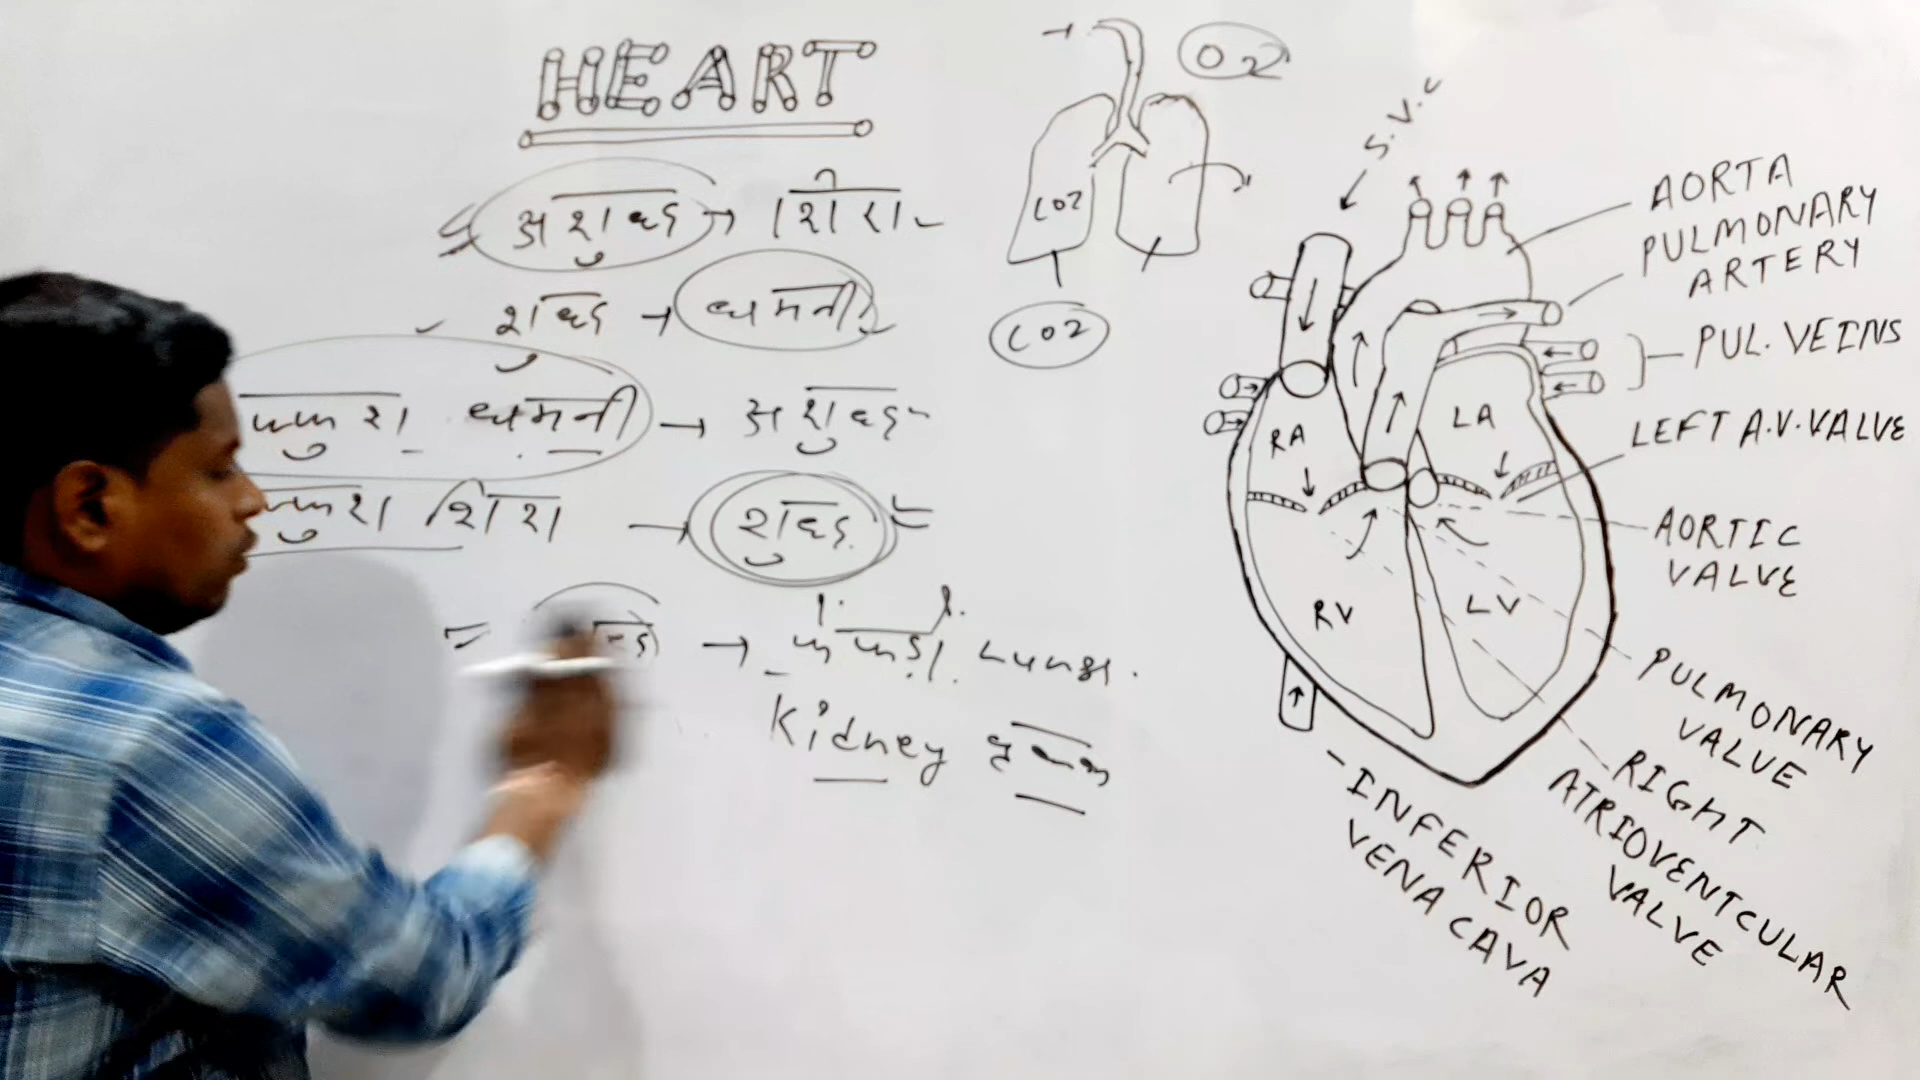 HEART
अशुद्ध → शिरा
शुद्ध → धमनी
फुफ्फुस धमनी → अशुद्ध
शिरा → शुद्ध
→ फुफ्फुस Lungs.
Kidney वृक्क
O2
CO2
CO2
S.V.C
AORTA
PULMONARY
ARTERY
PUL. VEINS
LEFT A.V. VALVE
AORTIC
VALVE
PULMONARY
VALVE
RIGHT
ATRIOVENTCULAR
VALVE
- INFERIOR
VENA CAVA
RA
LA
RV
LV